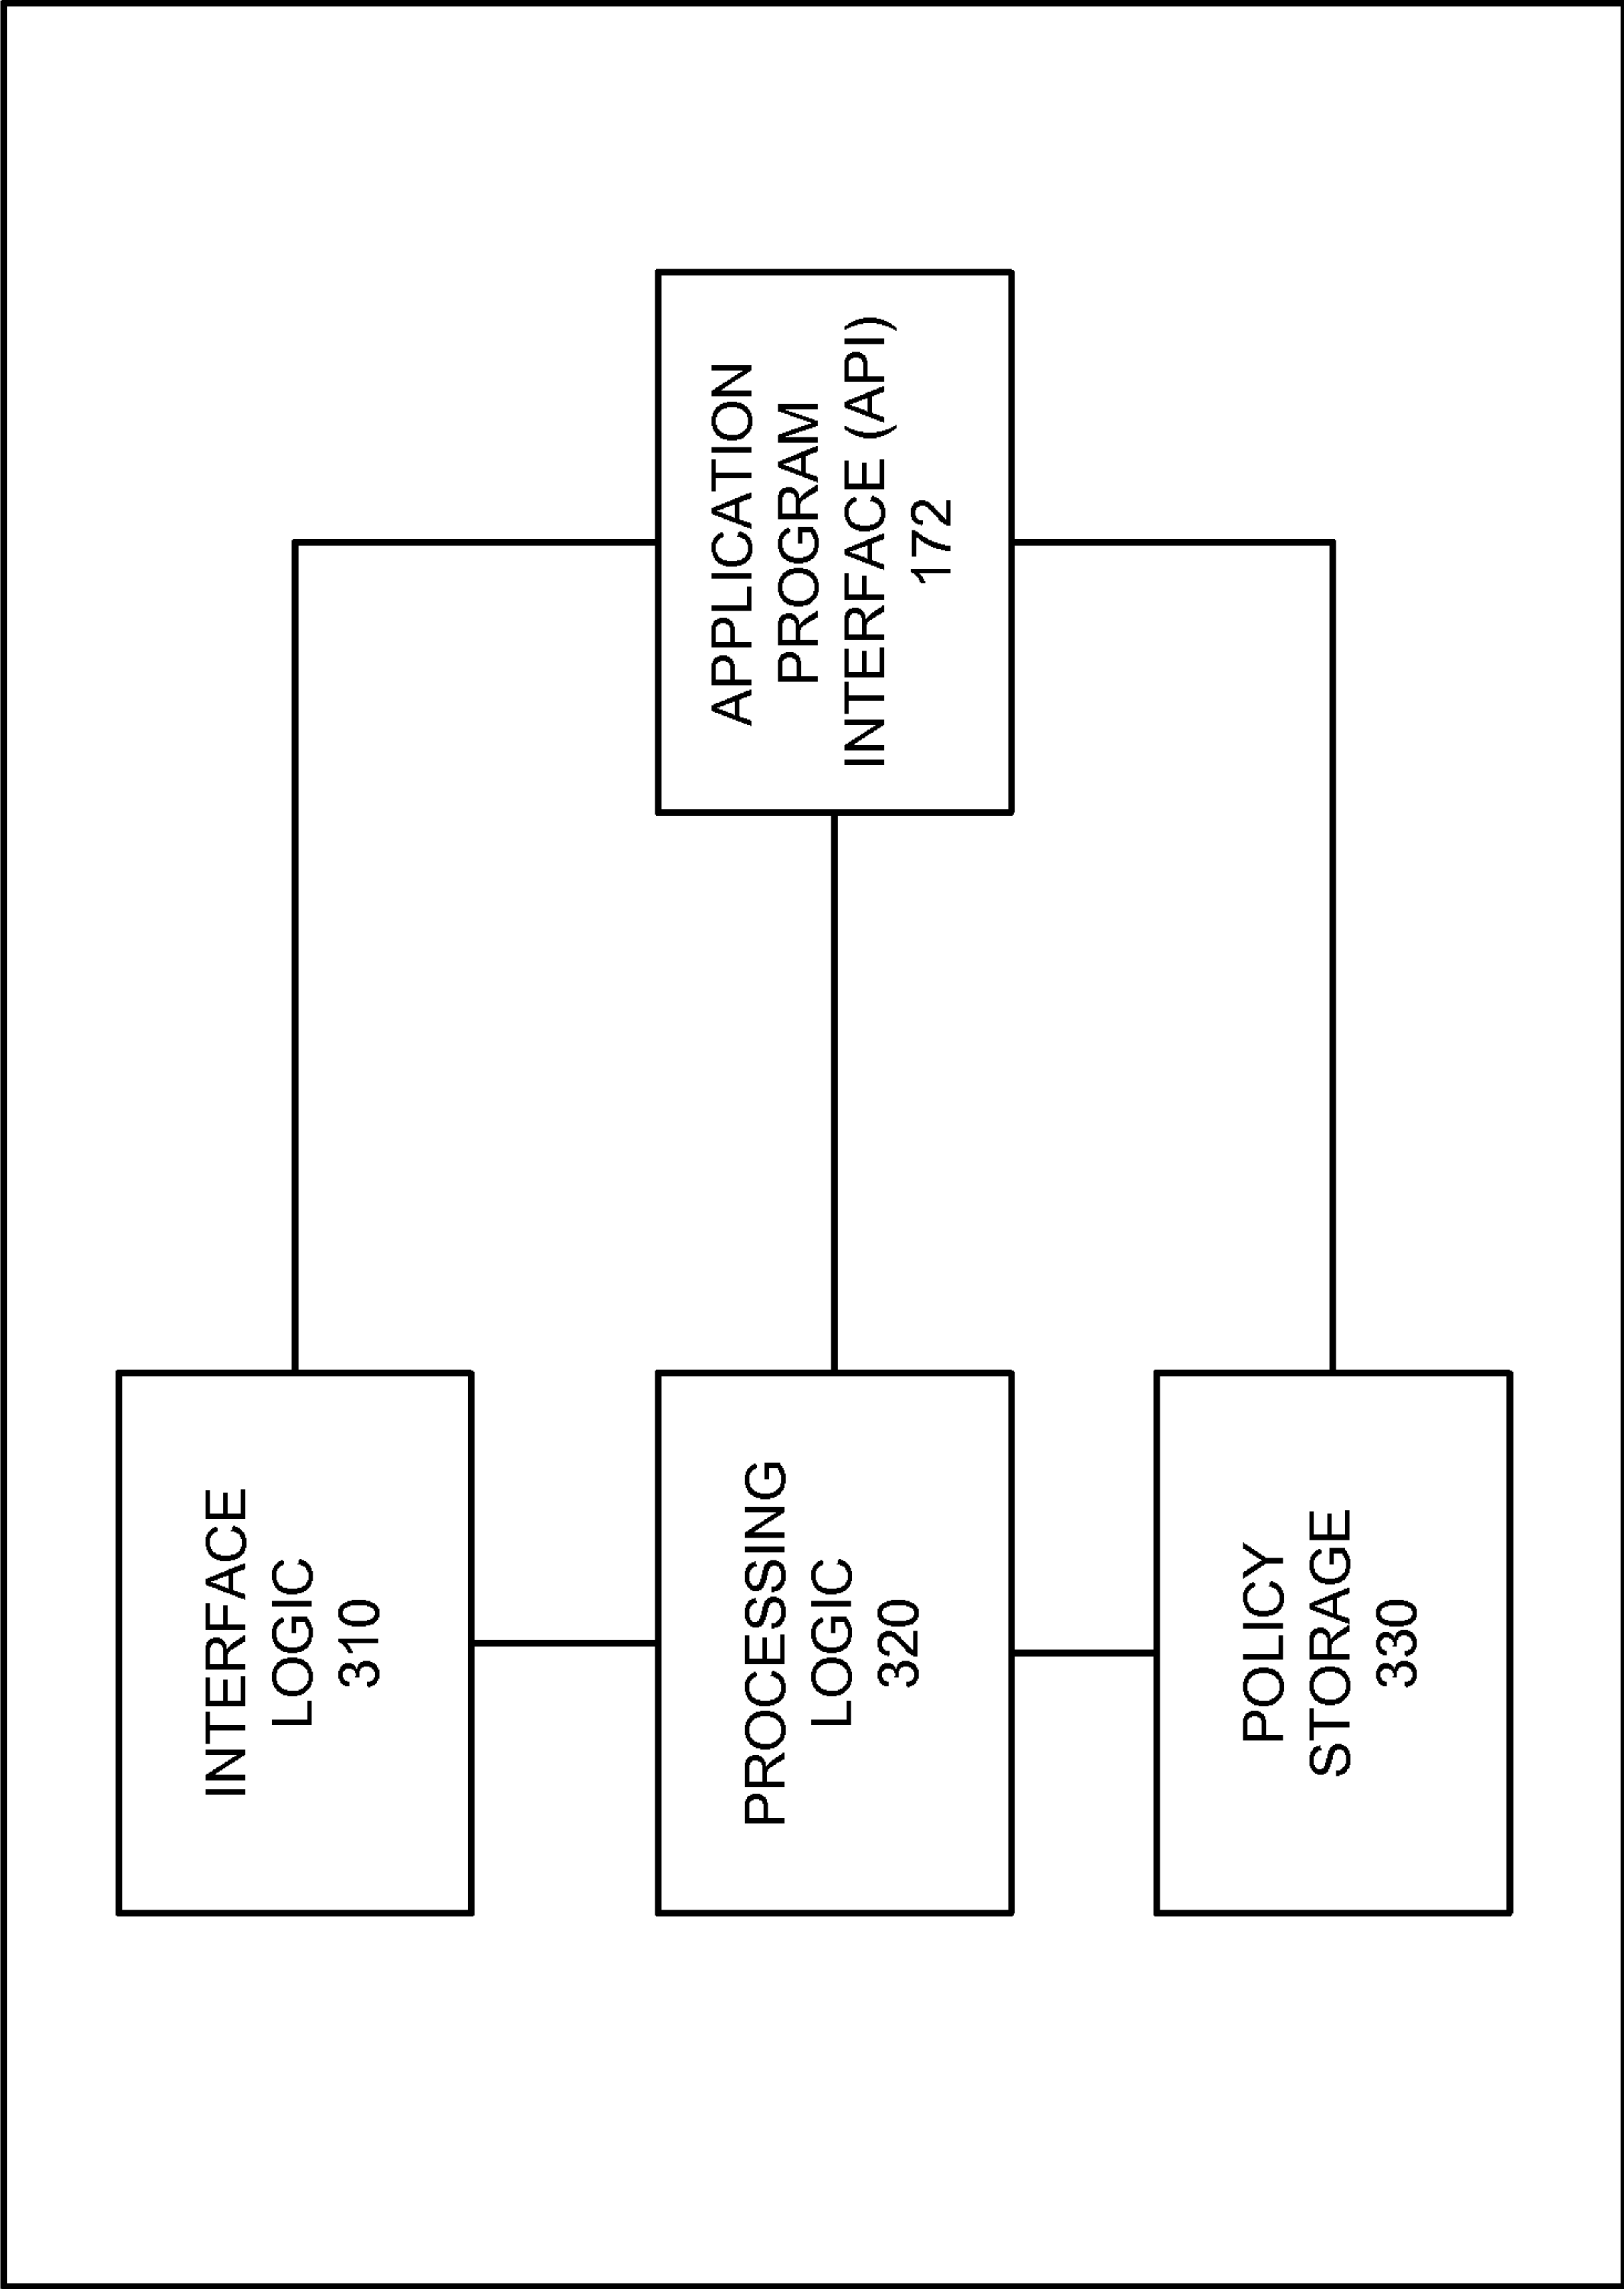 INTERFACE
LOGIC
310
PROCESSING
LOGIC
320
POLICY
STORAGE
330
APPLICATION
PROGRAM
INTERFACE (API)
172